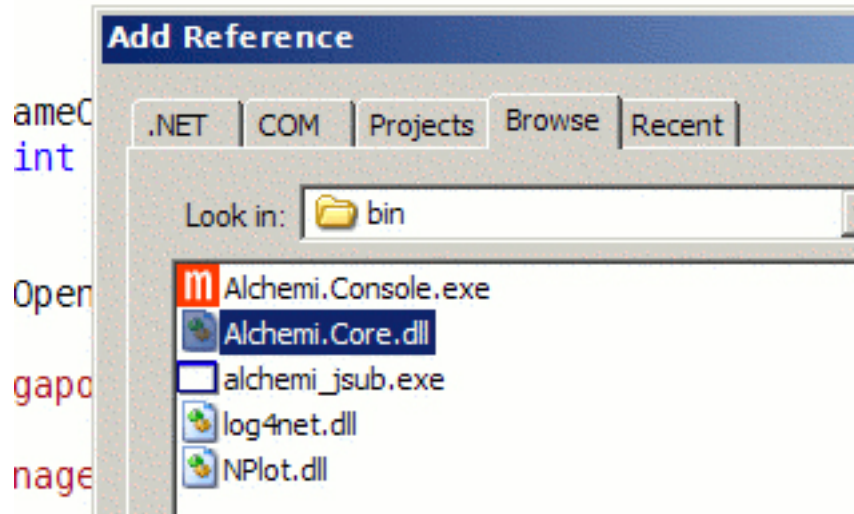 Add Reference
ameC
int
Open
gapo
nage
.NET COM Projects Browse Recent
Look in: bin
Alchemi.Console.exe
Alchemi.Core.dll
alchemi_jsub.exe
log4net.dll
NPlot.dll